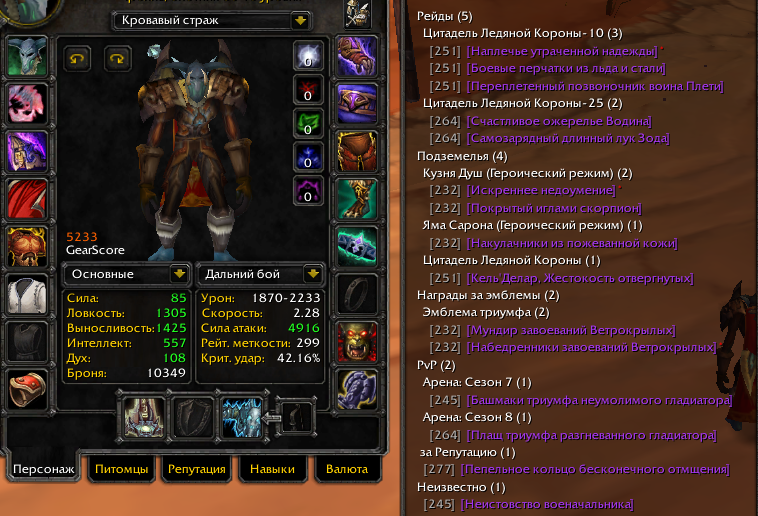 Кровавый страж
0
0
0
0
0
5233
GearScore
Основные
Дальний бой
Сила: 85
Ловкость: 1305
Выносливость: 1425
Интеллект: 557
Дух: 108
Броня: 10349
Урон: 1870-2233
Скорость: 2.28
Сила атаки: 4916
Рейт. меткости: 299
Крит. удар: 42.16%
Персонаж
Питомцы
Репутация
Навыки
Валюта
Рейды (5)
Цитадель Ледяной Короны-10 (3)
[251] [Наплечье утраченной надежды]*
[251] [Боевые перчатки из льда и стали]
[251] [Переплетенный позвоночник воина Плети]
Цитадель Ледяной Короны-25 (2)
[264] [Счастливое ожерелье Водина]
[264] [Самозарядный длинный лук Зода]
Подземелья (4)
Кузня Душ (Героический режим) (2)
[232] [Искреннее недоумение]*
[232] [Покрытый иглами скорпион]
Яма Сарона (Героический режим) (1)
[232] [Накулачники из пожеванной кожи]
Цитадель Ледяной Короны (1)
[251] [Кель'Делар, Жестокость отвергнутых]
Награды за эмблемы (2)
Эмблема триумфа (2)
[232] [Мундир завоеваний Ветрокрылых]
[232] [Набедренники завоеваний Ветрокрылых]*
PvP (2)
Арена: Сезон 7 (1)
[245] [Башмаки триумфа неумолимого гладиатора]
Арена: Сезон 8 (1)
[264] [Плащ триумфа разгневанного гладиатора]
за Репутацию (1)
[277] [Пепельное кольцо бесконечного отмщения]
Неизвестно (1)
[245] [Неистовство военачальника]